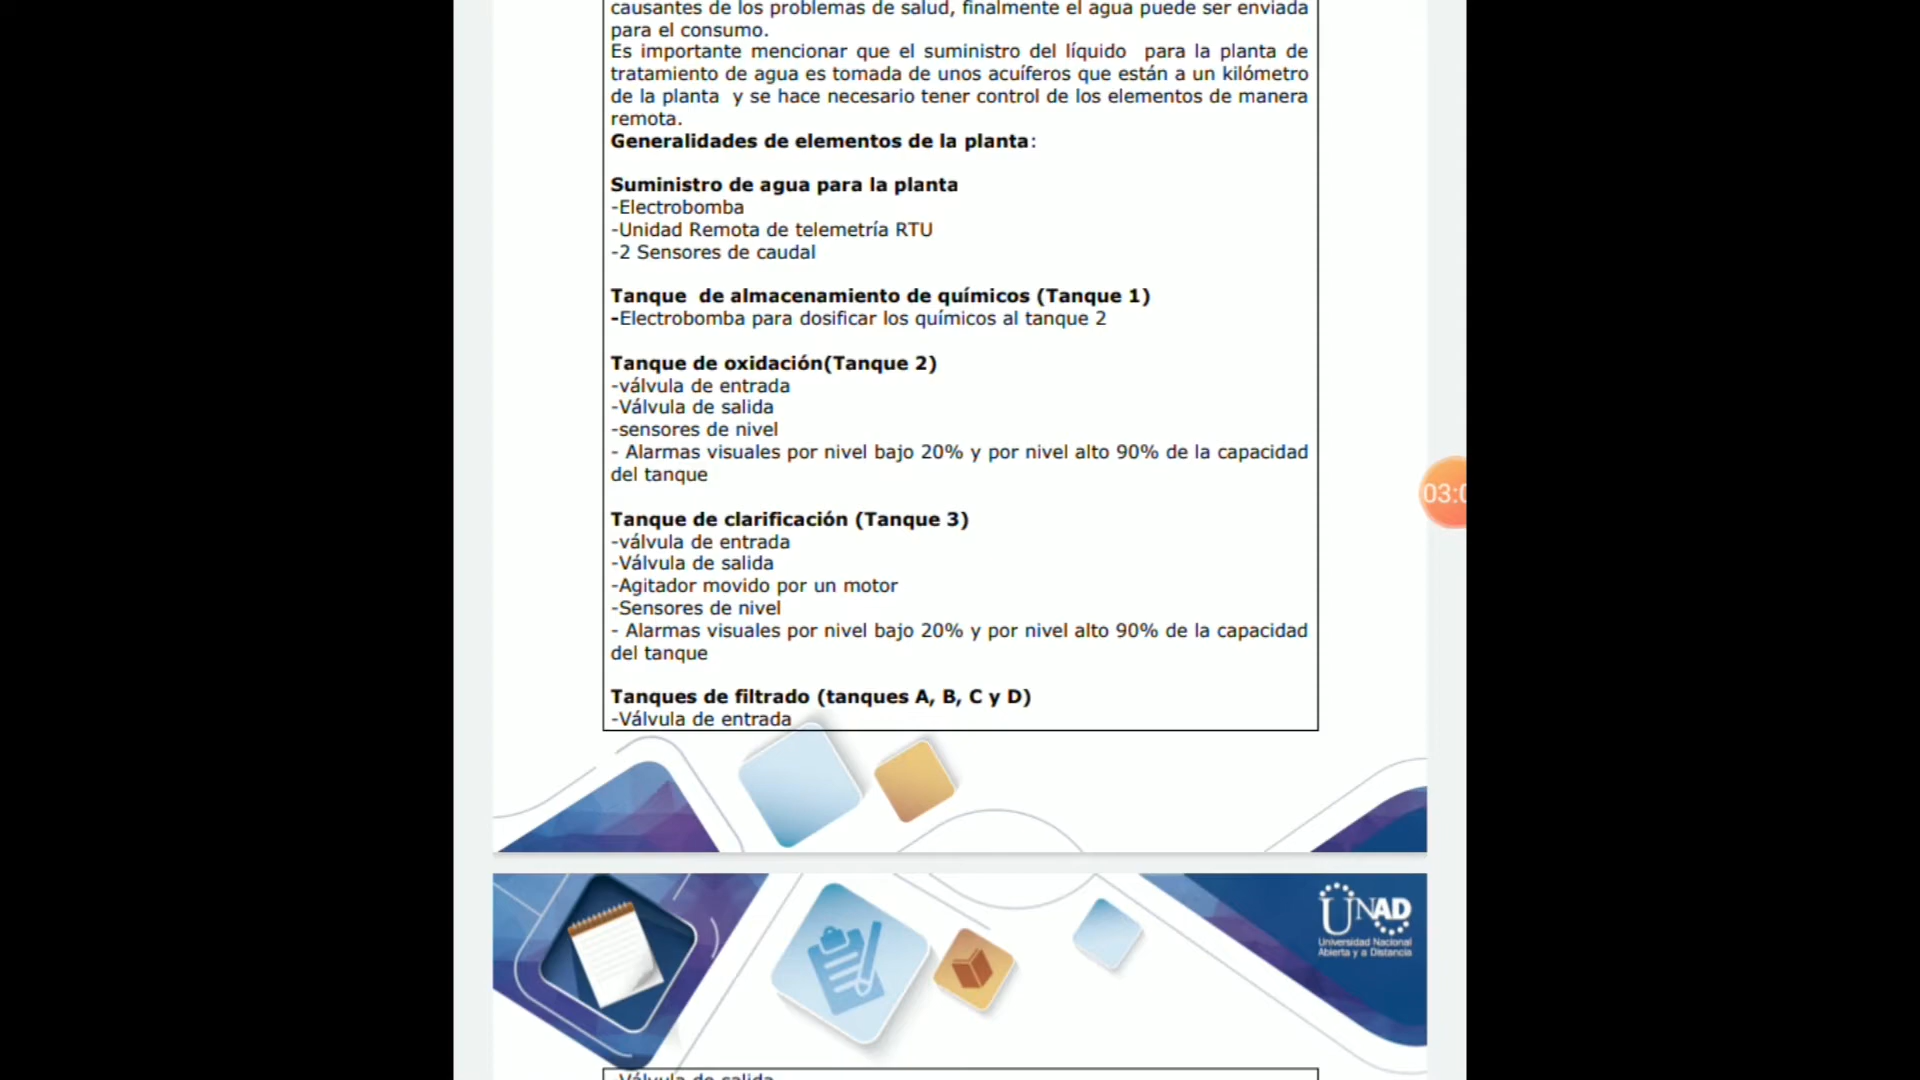 causantes de los problemas de salud, finalmente el agua puede ser enviada
para el consumo.
Es importante mencionar que el suministro del líquido  para la planta de
tratamiento de agua es tomada de unos acuíferos que están a un kilómetro
de la planta  y se hace necesario tener control de los elementos de manera
remota.
Generalidades de elementos de la planta:
Suministro de agua para la planta
-Electrobomba
-Unidad Remota de telemetría RTU
-2 Sensores de caudal
Tanque  de almacenamiento de químicos (Tanque 1)
-Electrobomba para dosificar los químicos al tanque 2
Tanque de oxidación(Tanque 2)
-válvula de entrada
-Válvula de salida
-sensores de nivel
- Alarmas visuales por nivel bajo 20% y por nivel alto 90% de la capacidad
del tanque
Tanque de clarificación (Tanque 3)
-válvula de entrada
-Válvula de salida
-Agitador movido por un motor
-Sensores de nivel
- Alarmas visuales por nivel bajo 20% y por nivel alto 90% de la capacidad
del tanque
Tanques de filtrado (tanques A, B, C y D)
-Válvula de entrada
UNAD
Universidad Nacional
Abierta y a Distancia
-Válvula de salida